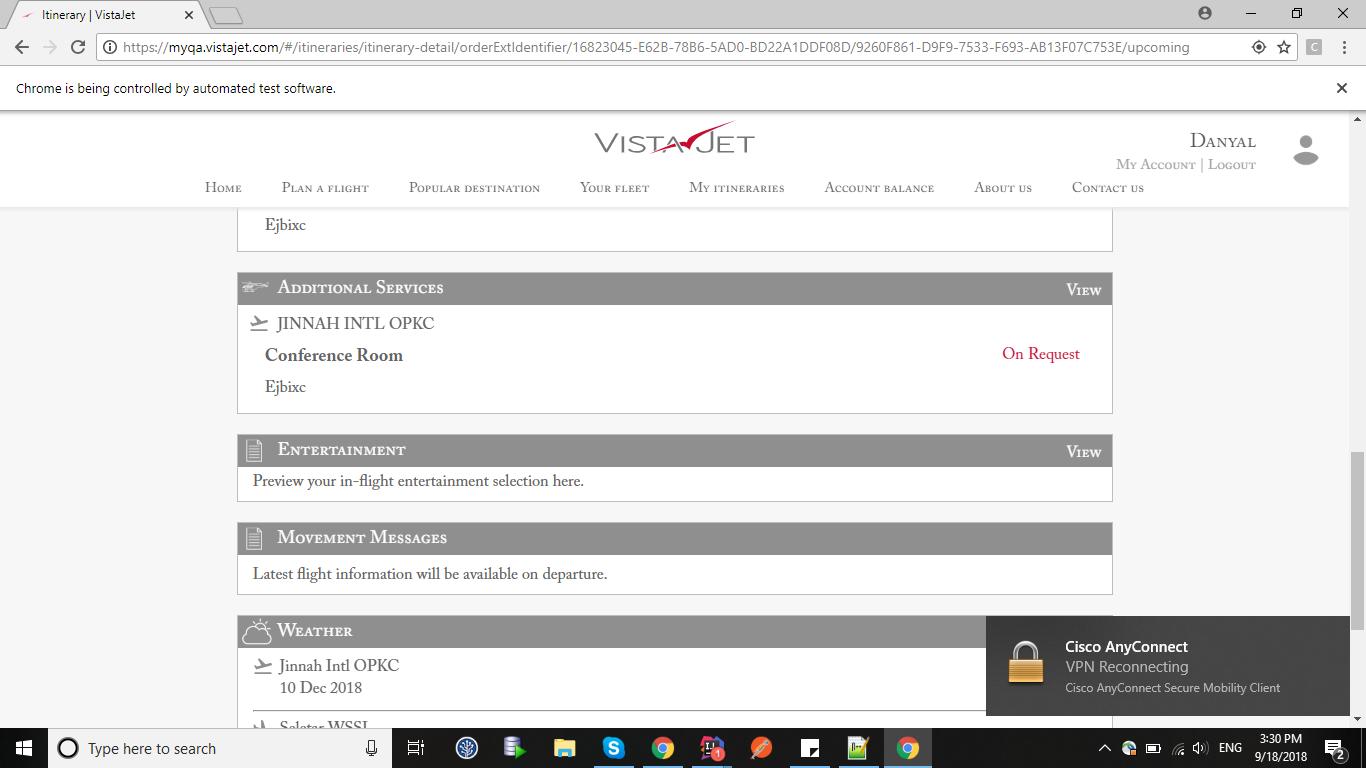 Itinerary | VistaJet
https://myqa.vistajet.com/#/itineraries/itinerary-detail/orderExtIdentifier/16823045-E62B-78B6-5AD0-BD22A1DDF08D/9260F861-D9F9-7533-F693-AB13F07C753E/upcoming
C
Chrome is being controlled by automated test software.
VISTAJET
DANYAL
MY ACCOUNT | LOGOUT
HOME PLAN A FLIGHT POPULAR DESTINATION YOUR FLEET MY ITINERARIES ACCOUNT BALANCE ABOUT US CONTACT US
Ejbixc
ADDITIONAL SERVICES VIEW
JINNAH INTL OPKC
Conference Room On Request
Ejbixc
ENTERTAINMENT VIEW
Preview your in-flight entertainment selection here.
MOVEMENT MESSAGES
Latest flight information will be available on departure.
WEATHER
Jinnah Intl OPKC
10 Dec 2018
Seletar WSSL
Cisco AnyConnect
VPN Reconnecting
Cisco AnyConnect Secure Mobility Client
Type here to search
1
ENG
3:30 PM
9/18/2018
2